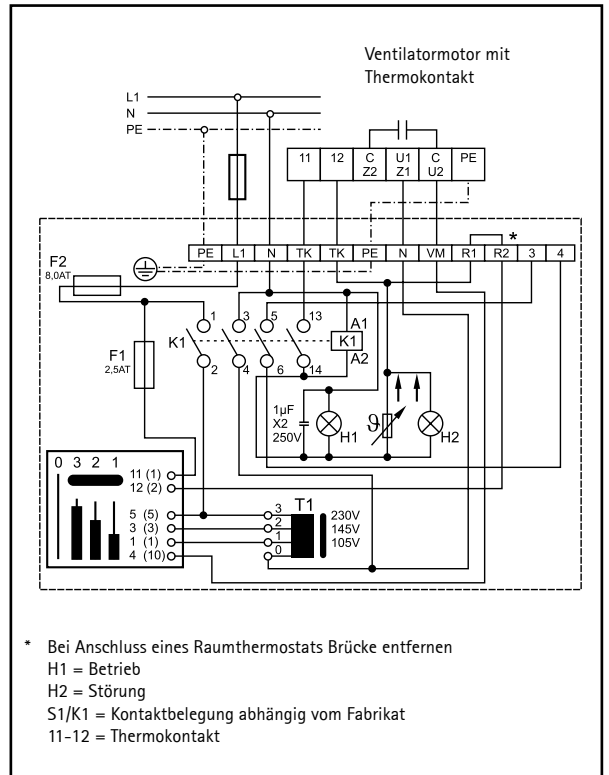 Ventilatormotor mit
Thermokontakt
L1
N
PE
11 12 C Z2 U1 Z1 C U2 PE
*
PE L1 N TK TK PE N VM R1 R2 3 4
F2
8,0AT
F1
2,5AT
1 3 5 13
K1
A1
K1
A2
2 4 6 14
1µF
X2
250V
H1
ϑ
H2
0 3 2 1
11 (1)
12 (2)
5 (5)
3 (3)
1 (1)
4 (10)
T1
3 230V
2 145V
1 105V
0
* Bei Anschluss eines Raumthermostats Brücke entfernen
H1 = Betrieb
H2 = Störung
S1/K1 = Kontaktbelegung abhängig vom Fabrikat
11-12 = Thermokontakt